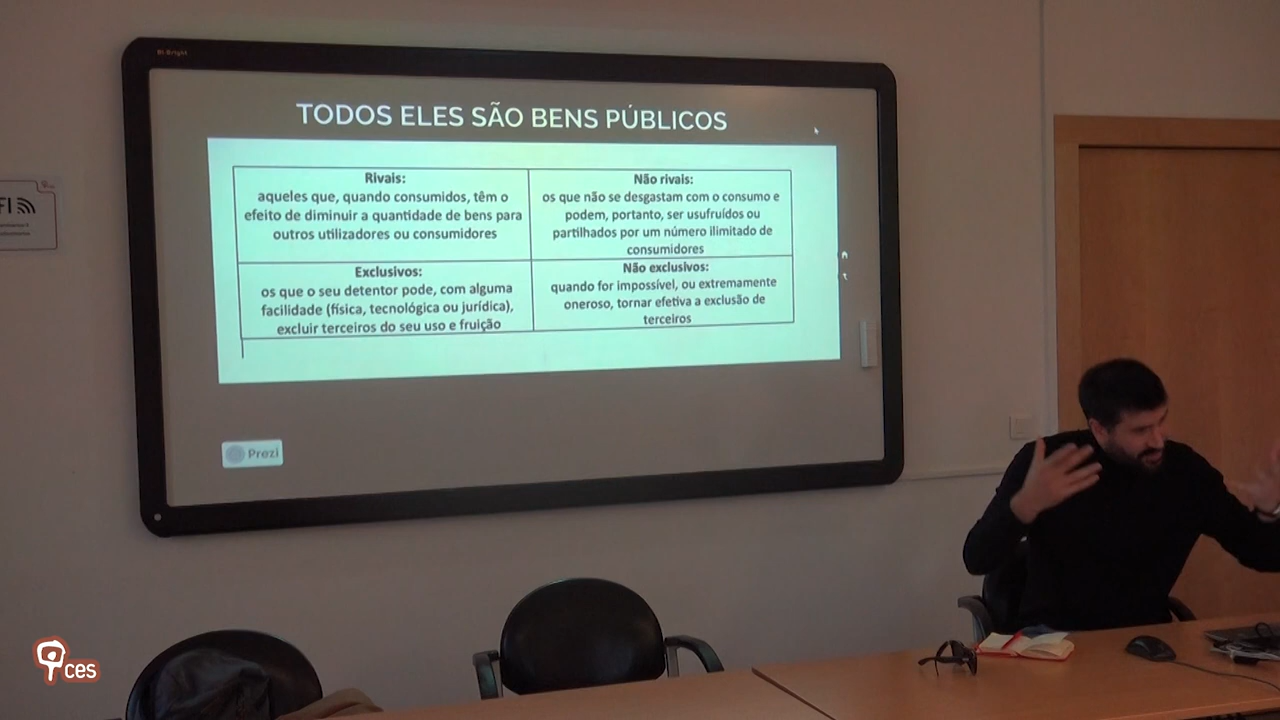 Bi-Bright
TODOS ELES SÃO BENS PÚBLICOS
Rivais:
aqueles que, quando consumidos, têm o
efeito de diminuir a quantidade de bens para
outros utilizadores ou consumidores
Não rivais:
os que não se desgastam com o consumo e
podem, portanto, ser usufruídos ou
partilhados por um número ilimitado de
consumidores
Exclusivos:
os que o seu detentor pode, com alguma
facilidade (física, tecnológica ou jurídica),
excluir terceiros do seu uso e fruição
Não exclusivos:
quando for impossível, ou extremamente
oneroso, tornar efetiva a exclusão de
terceiros
Prezi
FI
ces